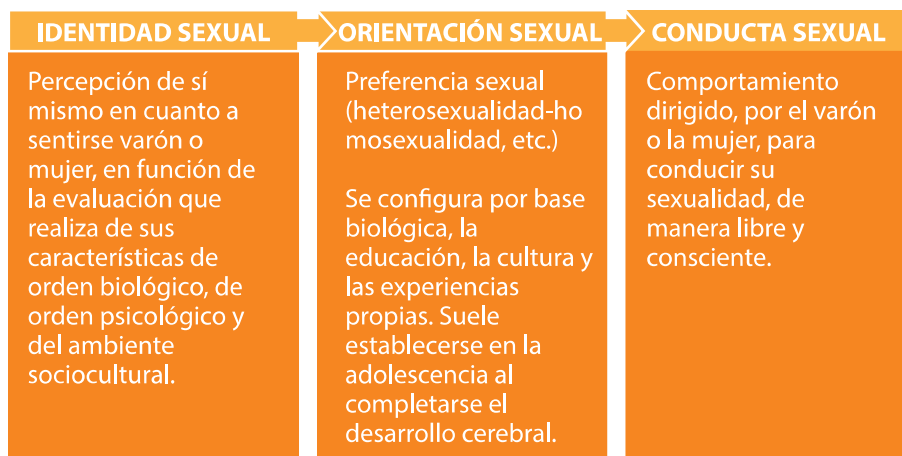 IDENTIDAD SEXUAL
Percepción de sí
mismo en cuanto a
sentirse varón o
mujer, en función de
la evaluación que
realiza de sus
características de
orden biológico, de
orden psicológico y
del ambiente
sociocultural.
ORIENTACIÓN SEXUAL
Preferencia sexual
(heterosexualidad-ho
mosexualidad, etc.)
Se configura por base
biológica, la
educación, la cultura y
las experiencias
propias. Suele
establecerse en la
adolescencia al
completarse el
desarrollo cerebral.
CONDUCTA SEXUAL
Comportamiento
dirigido, por el varón
o la mujer, para
conducir su
sexualidad, de
manera libre y
consciente.